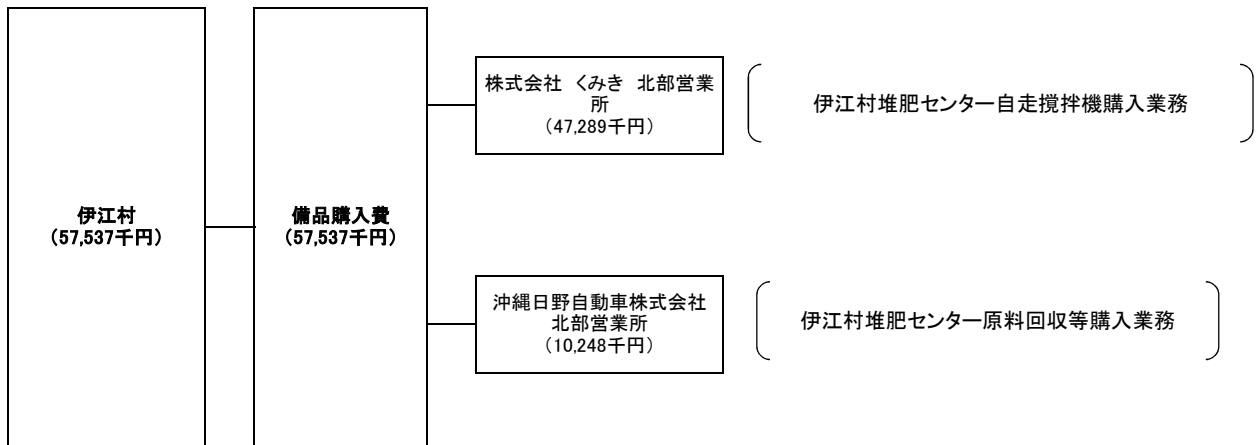 伊江村
（57,537千円）
備品購入費
（57,537千円）
株式会社　くみき　北部営業
所
（47,289千円）
伊江村堆肥センター自走撹拌機購入業務
沖縄日野自動車株式会社
北部営業所
（10,248千円）
伊江村堆肥センター原料回収等購入業務